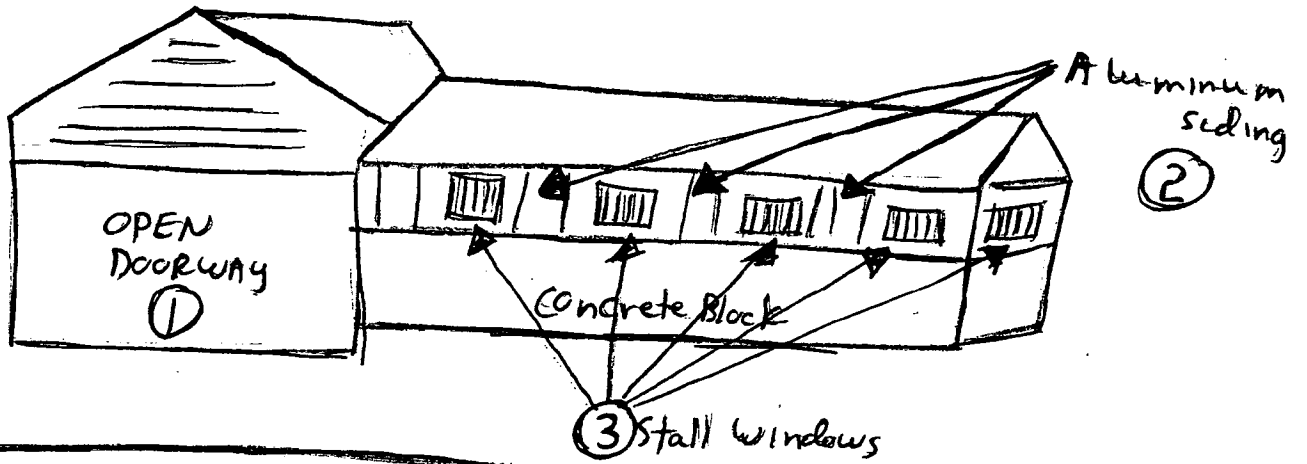 Aluminum
siding
②
OPEN
DOORWAY
①
Concrete Block
③ Stall windows